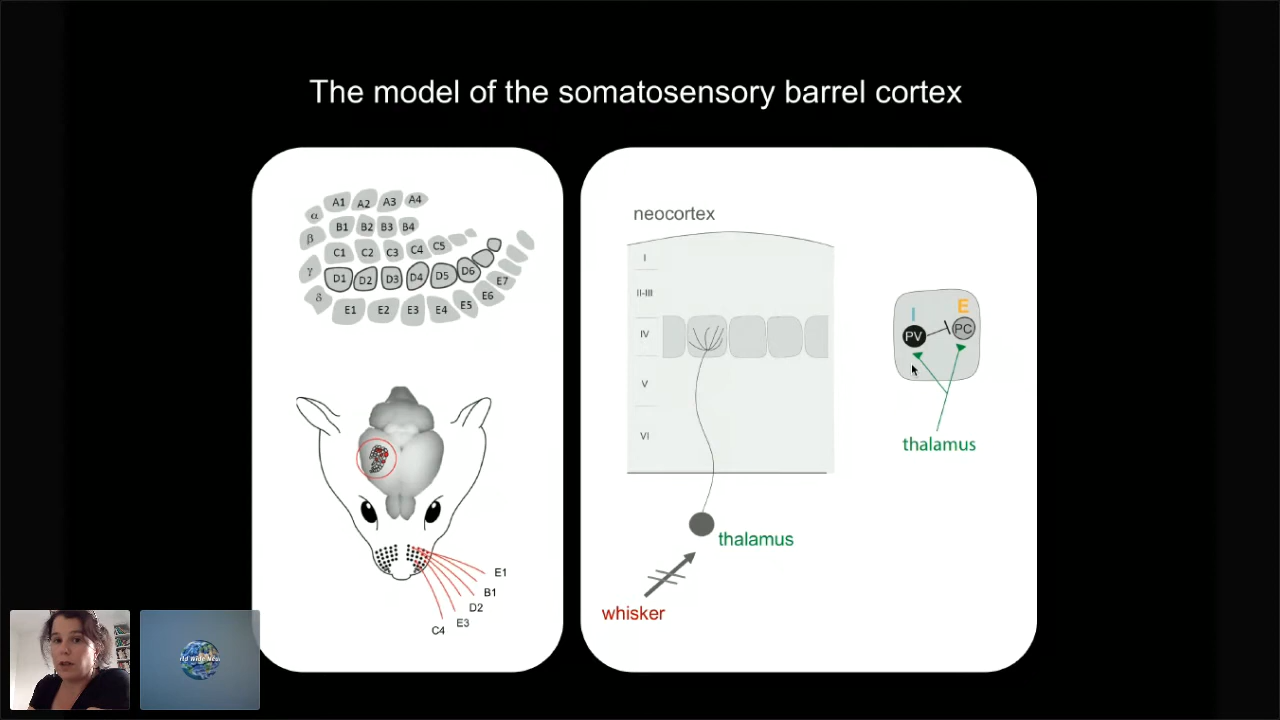 The model of the somatosensory barrel cortex
A1 A2 A3 A4
α
B1 B2 B3 B4
β
C1 C2 C3 C4 C5
γ
D1 D2 D3 D4 D5 D6
δ
E1 E2 E3 E4 E5 E6 E7
E1
B1
D2
E3
C4
neocortex
I
II-III
IV
V
VI
thalamus
whisker
I E
PV PC
thalamus